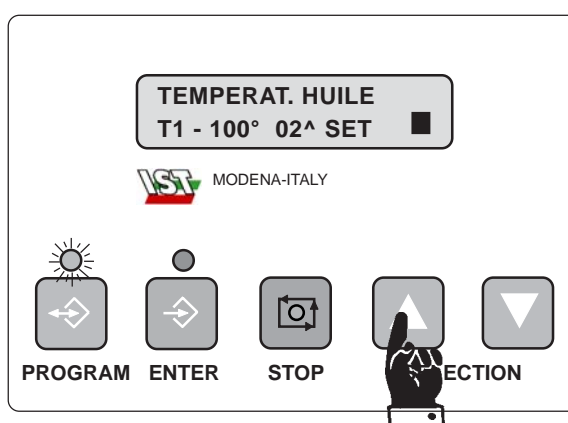 TEMPERAT. HUILE
T1 - 100° 02^ SET
IST MODENA-ITALY
PROGRAM ENTER STOP ECTION